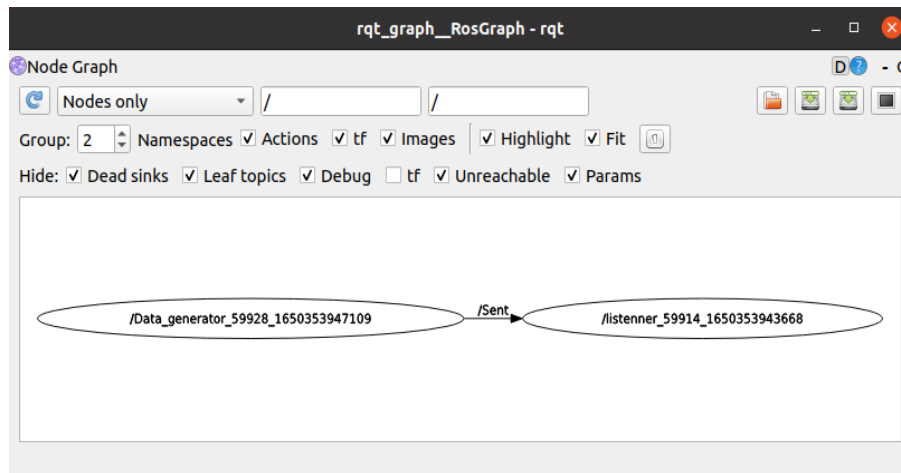 rqt_graph__RosGraph - rqt
Node Graph D ? -
Nodes only / /
Group: 2 Namespaces Actions tf Images Highlight Fit 1
Hide: Dead sinks Leaf topics Debug tf Unreachable Params
/Data_generator_59928_1650353947109 /Sent /listenner_59914_1650353943668